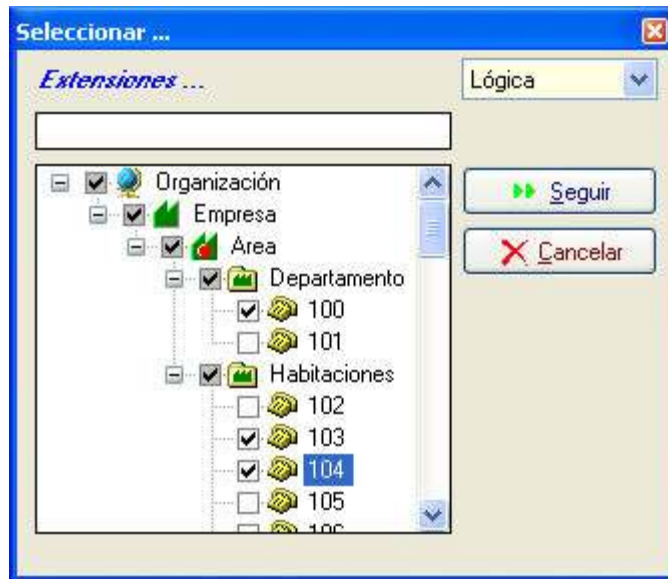 Seleccionar ...
Extensiones ...
Lógica
Organización
Empresa
Area
Departamento
100
101
Habitaciones
102
103
104
105
Seguir
Cancelar